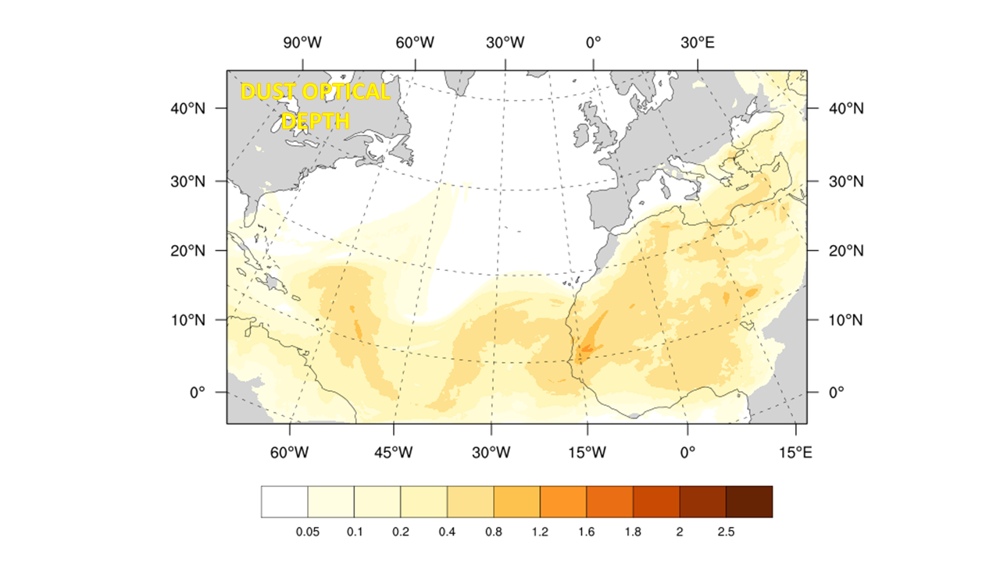 90°W 60°W 30°W 0° 30°E
DUST OPTICAL
DEPTH
40°N 40°N
30°N 30°N
20°N 20°N
10°N 10°N
0° 0°
60°W 45°W 30°W 15°W 0° 15°E
0.05 0.1 0.2 0.4 0.8 1.2 1.6 1.8 2 2.5